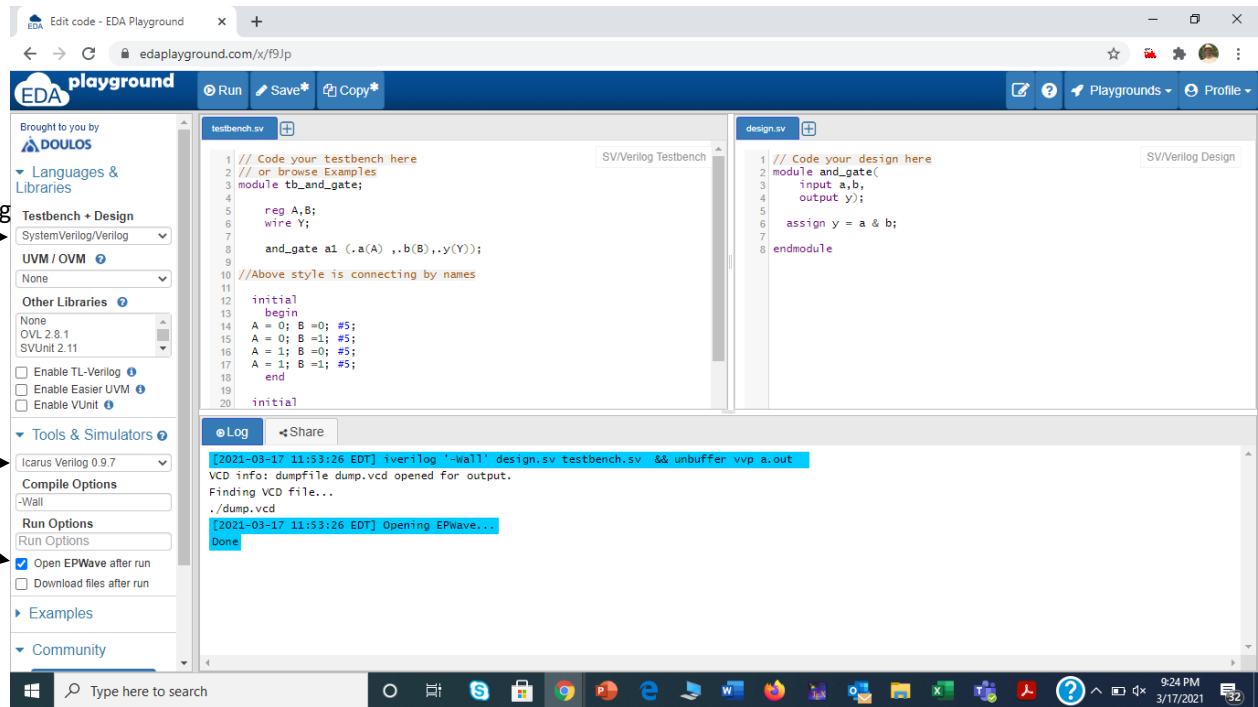 Edit code - EDA Playground
edaplayground.com/x/f9Jp
EDA playground
Run Save* Copy* Playgrounds Profile
Brought to you by
DOULOS
Languages &
Libraries
g
Testbench + Design
SystemVerilog/Verilog
UVM / OVM
None
Other Libraries
None
OVL 2.8.1
SVUnit 2.11
Enable TL-Verilog
Enable Easier UVM
Enable VUnit
Tools & Simulators
Icarus Verilog 0.9.7
Compile Options
-Wall
Run Options
Run Options
Open EPWave after run
Download files after run
Examples
Community
testbench.sv
SV/Verilog Testbench
1 // Code your testbench here
2 // or browse Examples
3 module tb_and_gate;
4
5 reg A,B;
6 wire Y;
7
8 and_gate a1 (.a(A) ,.b(B),.y(Y));
9
10 //Above style is connecting by names
11
12 initial
13 begin
14 A = 0; B =0; #5;
15 A = 0; B =1; #5;
16 A = 1; B =0; #5;
17 A = 1; B =1; #5;
18 end
19
20 initial
design.sv
SV/Verilog Design
1 // Code your design here
2 module and_gate(
3 input a,b,
4 output y);
5
6 assign y = a & b;
7
8 endmodule
Log Share
[2021-03-17 11:53:26 EDT] iverilog '-Wall' design.sv testbench.sv && unbuffer vvp a.out
VCD info: dumpfile dump.vcd opened for output.
Finding VCD file...
./dump.vcd
[2021-03-17 11:53:26 EDT] Opening EPWave...
Done
Type here to search
9:24 PM
3/17/2021
32